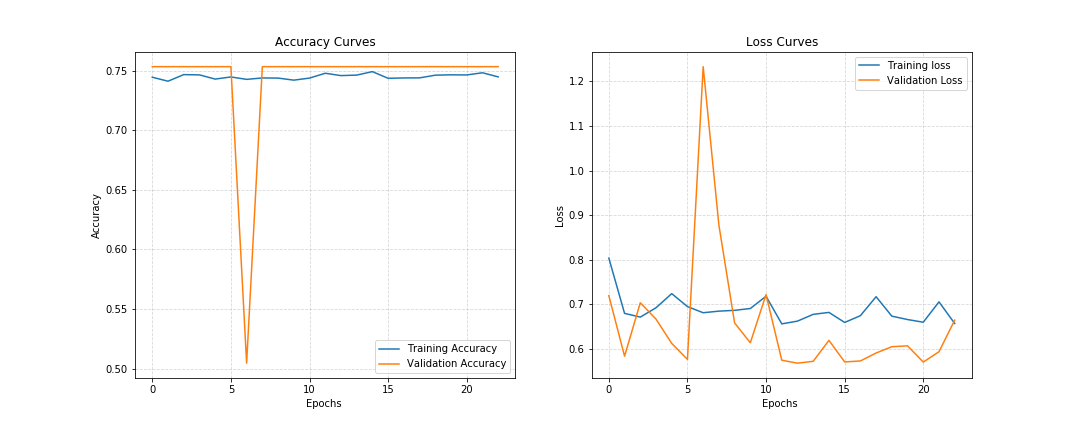 Accuracy Curves
0.75
0.70
0.65
0.60
0.55
0.50
Accuracy
0
5
10
15
20
Epochs
Training Accuracy
Validation Accuracy
Loss Curves
1.2
1.1
1.0
0.9
0.8
0.7
0.6
Loss
0
5
10
15
20
Epochs
Training loss
Validation Loss